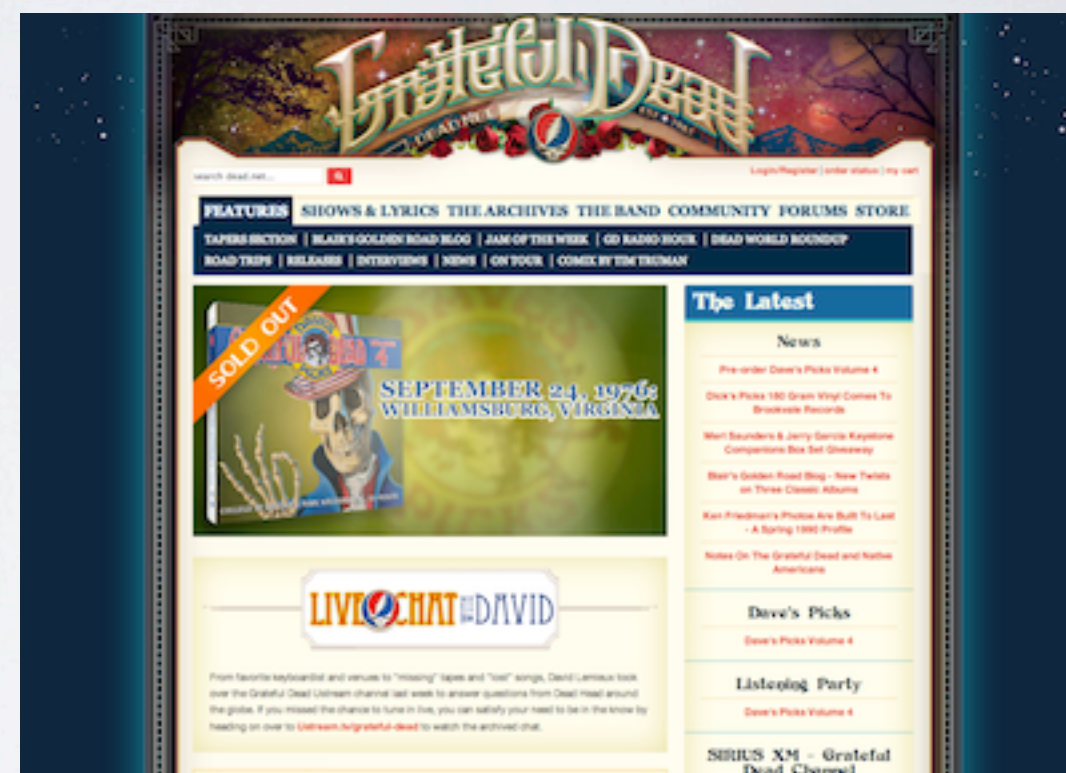 Grateful Dead
DEAD.NET
search dead.net...
Login/Register | order status | my cart
FEATURES SHOWS & LYRICS THE ARCHIVES THE BAND COMMUNITY FORUMS STORE
TAPERS SECTION | BLAIR'S GOLDEN ROAD BLOG | JAM OF THE WEEK | GD RADIO HOUR | DEAD WORLD ROUNDUP
ROAD TRIPS | RELEASES | INTERVIEWS | NEWS | ON TOUR | COMIX BY TIM TRUMAN
SOLD OUT
SEPTEMBER 24, 1976:
WILLIAMSBURG, VIRGINIA
LIVE CHAT WITH DAVID
From favorite keyboardist and venues to "missing" tapes and "lost" songs, David Lemieux took
over the Grateful Dead Ustream channel last week to answer questions from Dead Head around
the globe. If you missed the chance to tune in live, you can satisfy your need to be in the know by
heading on over to Ustream.tv/grateful-dead to watch the archived chat.
The Latest
News
Pre-order Dave's Picks Volume 4
Dick's Picks 180 Gram Vinyl Comes To
Brookvale Records
Merl Saunders & Jerry Garcia Keystone
Companions Box Set Giveaway
Blair's Golden Road Blog - New Twists
on Three Classic Albums
Ken Friedman's Photos Are Built To Last
- A Spring 1990 Profile
Notes On The Grateful Dead and Native
Americans
Dave's Picks
Dave's Picks Volume 4
Listening Party
Dave's Picks Volume 4
SIRIUS XM - Grateful
Dead Channel